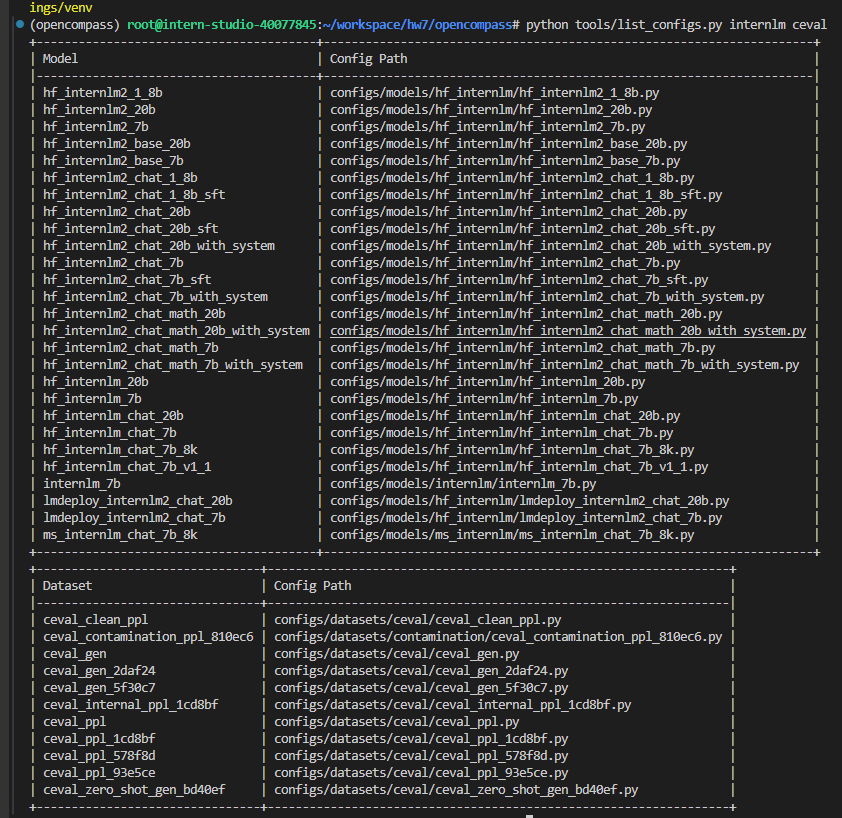 ings/venv
(opencompass) root@intern-studio-40077845:~/workspace/hw7/opencompass# python tools/list_configs.py internlm ceval
+----------------------------------------+----------------------------------------------------------------------+
| Model | Config Path |
|----------------------------------------+----------------------------------------------------------------------|
| hf_internlm2_1_8b | configs/models/hf_internlm/hf_internlm2_1_8b.py |
| hf_internlm2_20b | configs/models/hf_internlm/hf_internlm2_20b.py |
| hf_internlm2_7b | configs/models/hf_internlm/hf_internlm2_7b.py |
| hf_internlm2_base_20b | configs/models/hf_internlm/hf_internlm2_base_20b.py |
| hf_internlm2_base_7b | configs/models/hf_internlm/hf_internlm2_base_7b.py |
| hf_internlm2_chat_1_8b | configs/models/hf_internlm/hf_internlm2_chat_1_8b.py |
| hf_internlm2_chat_1_8b_sft | configs/models/hf_internlm/hf_internlm2_chat_1_8b_sft.py |
| hf_internlm2_chat_20b | configs/models/hf_internlm/hf_internlm2_chat_20b.py |
| hf_internlm2_chat_20b_sft | configs/models/hf_internlm/hf_internlm2_chat_20b_sft.py |
| hf_internlm2_chat_20b_with_system | configs/models/hf_internlm/hf_internlm2_chat_20b_with_system.py |
| hf_internlm2_chat_7b | configs/models/hf_internlm/hf_internlm2_chat_7b.py |
| hf_internlm2_chat_7b_sft | configs/models/hf_internlm/hf_internlm2_chat_7b_sft.py |
| hf_internlm2_chat_7b_with_system | configs/models/hf_internlm/hf_internlm2_chat_7b_with_system.py |
| hf_internlm2_chat_math_20b | configs/models/hf_internlm/hf_internlm2_chat_math_20b.py |
| hf_internlm2_chat_math_20b_with_system | configs/models/hf_internlm/hf_internlm2_chat_math_20b_with_system.py |
| hf_internlm2_chat_math_7b | configs/models/hf_internlm/hf_internlm2_chat_math_7b.py |
| hf_internlm2_chat_math_7b_with_system | configs/models/hf_internlm/hf_internlm2_chat_math_7b_with_system.py |
| hf_internlm_20b | configs/models/hf_internlm/hf_internlm_20b.py |
| hf_internlm_7b | configs/models/hf_internlm/hf_internlm_7b.py |
| hf_internlm_chat_20b | configs/models/hf_internlm/hf_internlm_chat_20b.py |
| hf_internlm_chat_7b | configs/models/hf_internlm/hf_internlm_chat_7b.py |
| hf_internlm_chat_7b_8k | configs/models/hf_internlm/hf_internlm_chat_7b_8k.py |
| hf_internlm_chat_7b_v1_1 | configs/models/hf_internlm/hf_internlm_chat_7b_v1_1.py |
| internlm_7b | configs/models/internlm/internlm_7b.py |
| lmdeploy_internlm2_chat_20b | configs/models/hf_internlm/lmdeploy_internlm2_chat_20b.py |
| lmdeploy_internlm2_chat_7b | configs/models/hf_internlm/lmdeploy_internlm2_chat_7b.py |
| ms_internlm_chat_7b_8k | configs/models/ms_internlm/ms_internlm_chat_7b_8k.py |
+----------------------------------------+----------------------------------------------------------------------+
+--------------------------------+------------------------------------------------------------------+
| Dataset | Config Path |
|--------------------------------+------------------------------------------------------------------|
| ceval_clean_ppl | configs/datasets/ceval/ceval_clean_ppl.py |
| ceval_contamination_ppl_810ec6 | configs/datasets/contamination/ceval_contamination_ppl_810ec6.py |
| ceval_gen | configs/datasets/ceval/ceval_gen.py |
| ceval_gen_2daf24 | configs/datasets/ceval/ceval_gen_2daf24.py |
| ceval_gen_5f30c7 | configs/datasets/ceval/ceval_gen_5f30c7.py |
| ceval_internal_ppl_1cd8bf | configs/datasets/ceval/ceval_internal_ppl_1cd8bf.py |
| ceval_ppl | configs/datasets/ceval/ceval_ppl.py |
| ceval_ppl_1cd8bf | configs/datasets/ceval/ceval_ppl_1cd8bf.py |
| ceval_ppl_578f8d | configs/datasets/ceval/ceval_ppl_578f8d.py |
| ceval_ppl_93e5ce | configs/datasets/ceval/ceval_ppl_93e5ce.py |
| ceval_zero_shot_gen_bd40ef | configs/datasets/ceval/ceval_zero_shot_gen_bd40ef.py |
+--------------------------------+------------------------------------------------------------------+